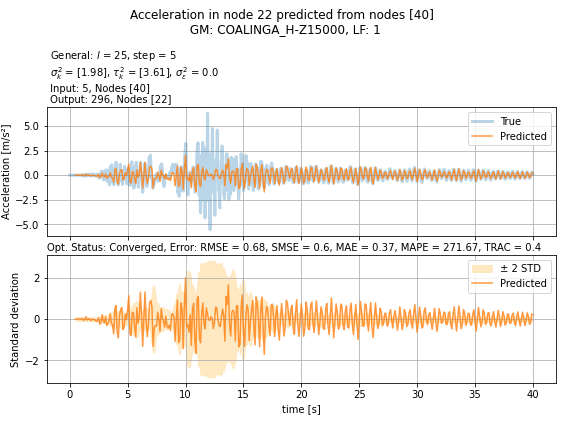 Acceleration in node 22 predicted from nodes [40]
GM: COALINGA_H-Z15000, LF: 1
General: l = 25, step = 5
σ²ₖ = [1.98], τ²ₖ = [3.61], σ²ε = 0.0
Input: 5, Nodes [40]
Output: 296, Nodes [22]
Acceleration [m/s²]
5.0
2.5
0.0
−2.5
−5.0
True
Predicted
Opt. Status: Converged, Error: RMSE = 0.68, SMSE = 0.6, MAE = 0.37, MAPE = 271.67, TRAC = 0.4
Standard deviation
2
0
−2
± 2 STD
Predicted
0 5 10 15 20 25 30 35 40
time [s]